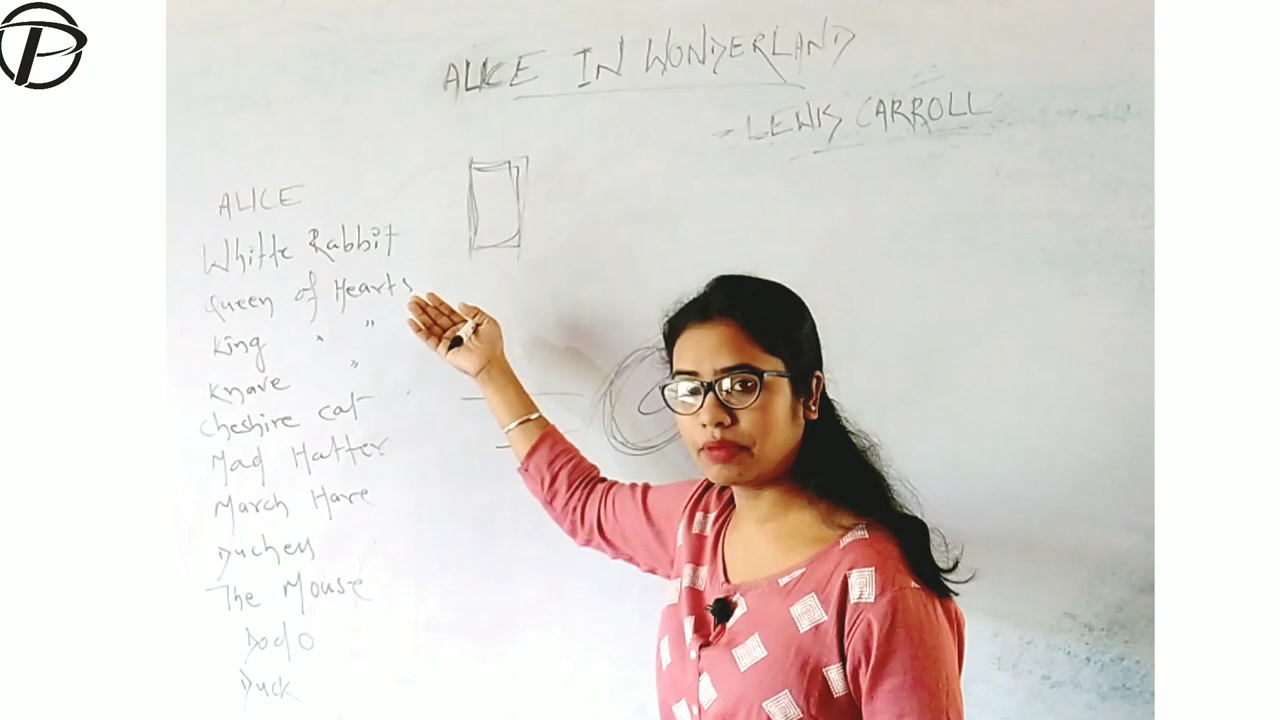 ALICE IN WONDERLAND
- LEWIS CARROLL
ALICE
White Rabbit
Queen of Hearts
King " "
Knave "
Cheshire cat
Mad Hatter
March Hare
Duchess
The Mouse
Dodo
Duck